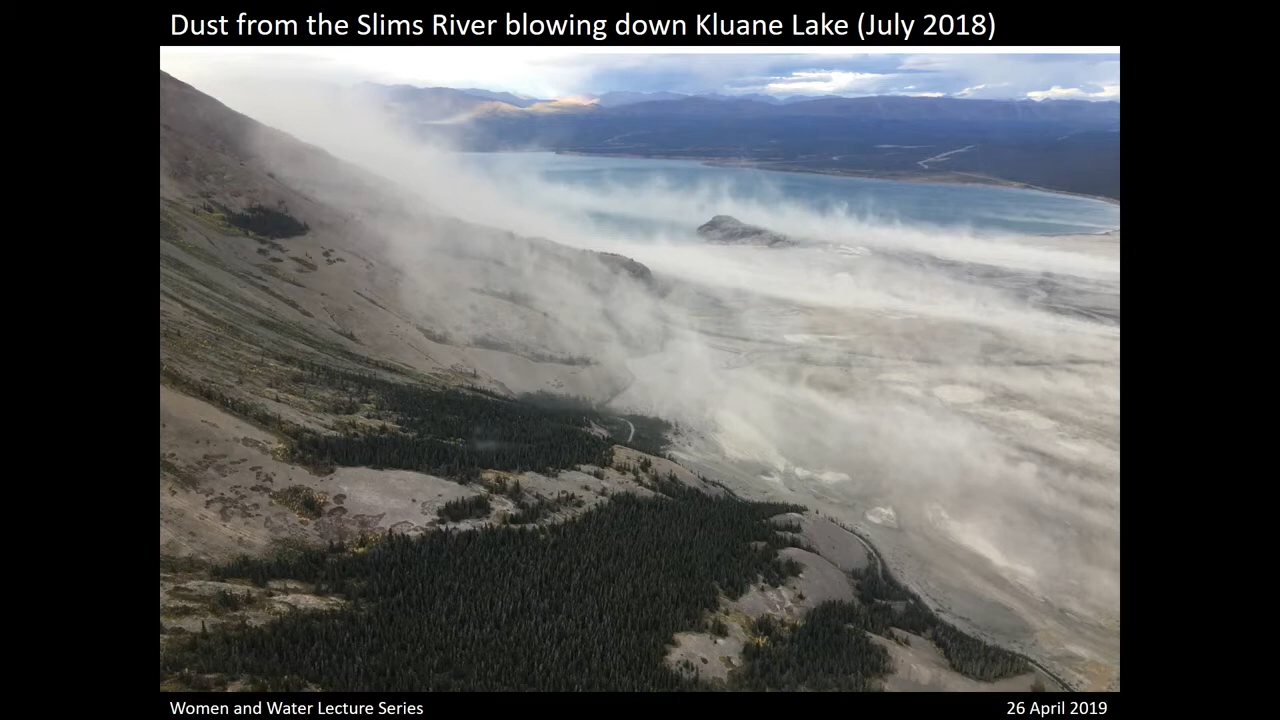 Dust from the Slims River blowing down Kluane Lake (July 2018)
Women and Water Lecture Series
26 April 2019